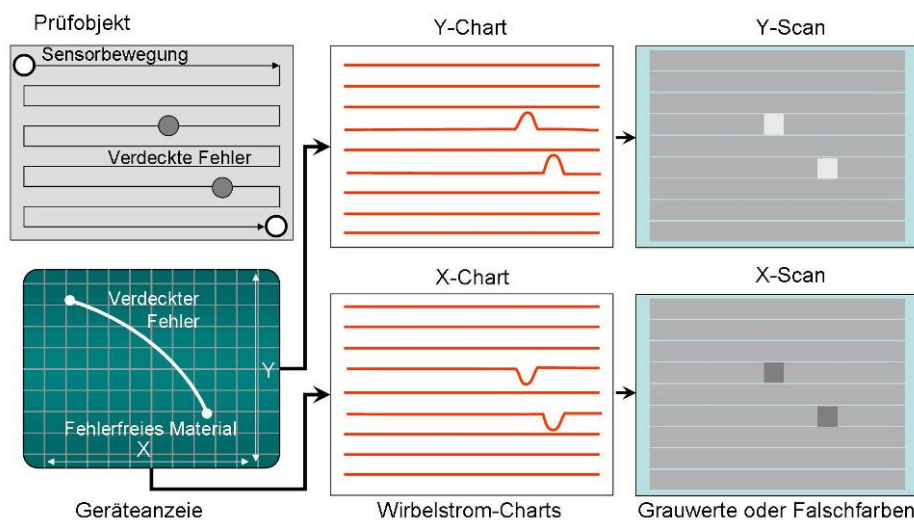 Prüfobjekt
Sensorbewegung
Verdeckte Fehler
Y-Chart
Y-Scan
Verdeckter
Fehler
Y
Fehlerfreies Material
X
Geräteanzeie
X-Chart
Wirbelstrom-Charts
X-Scan
Grauwerte oder Falschfarben